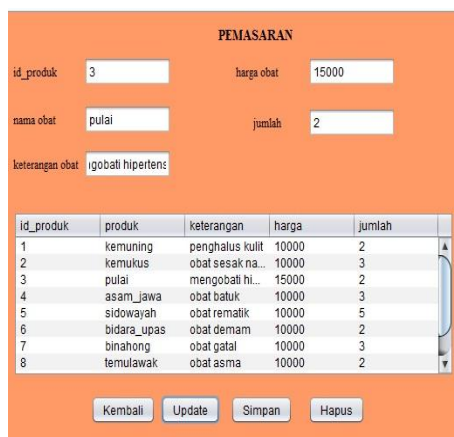 PEMASARAN
id_produk 3 harga obat 15000
nama obat pulai jumlah 2
keterangan obat gobati hipertens
id_produk produk keterangan harga jumlah
1 kemuning penghalus kulit 10000 2
2 kemukus obat sesak na... 10000 3
3 pulai mengobati hi... 15000 2
4 asam_jawa obat batuk 10000 3
5 sidowayah obat rematik 10000 5
6 bidara_upas obat demam 10000 2
7 binahong obat gatal 10000 3
8 temulawak obat asma 10000 2
Kembali Update Simpan Hapus